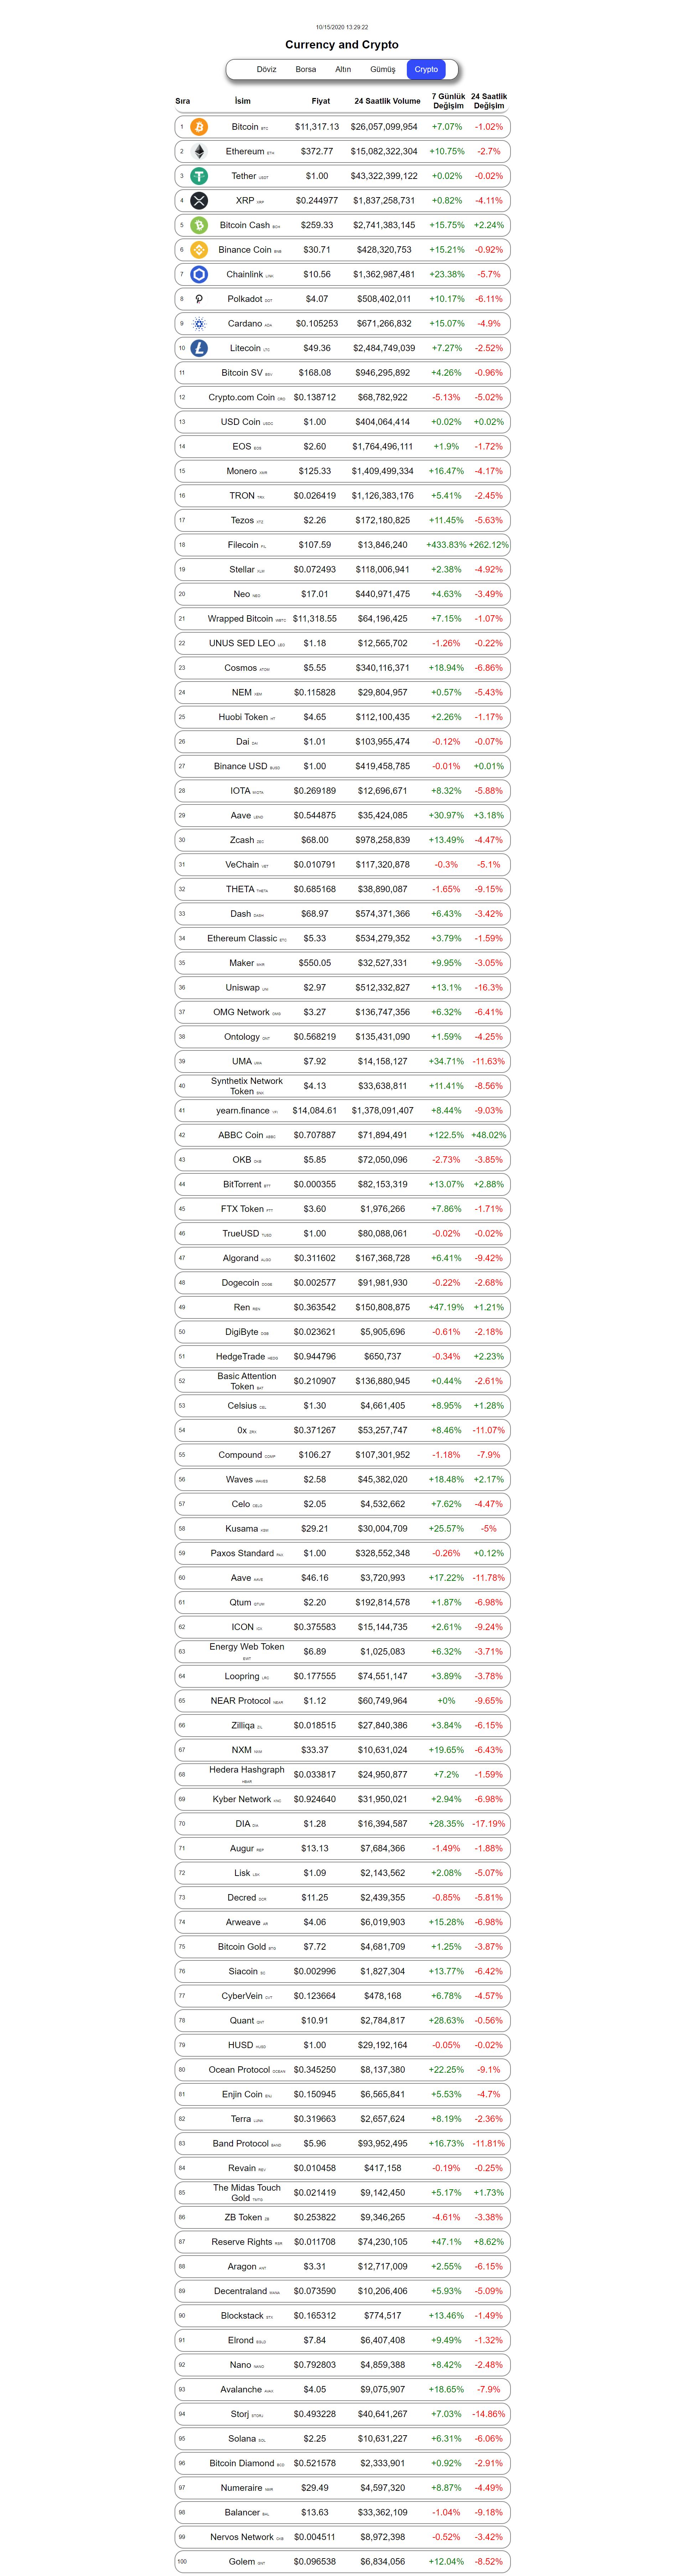 10/15/2020 13:29:22
Currency and Crypto
Döviz Borsa Altın Gümüş Crypto
Sıra İsim Fiyat 24 Saatlik Volume 7 Günlük Değişim 24 Saatlik Değişim
1 Bitcoin BTC $11,317.13 $26,057,099,954 +7.07% -1.02%
2 Ethereum ETH $372.77 $15,082,322,304 +10.75% -2.7%
3 Tether USDT $1.00 $43,322,399,122 +0.02% -0.02%
4 XRP XRP $0.244977 $1,837,258,731 +0.82% -4.11%
5 Bitcoin Cash BCH $259.33 $2,741,383,145 +15.75% +2.24%
6 Binance Coin BNB $30.71 $428,320,753 +15.21% -0.92%
7 Chainlink LINK $10.56 $1,362,987,481 +23.38% -5.7%
8 Polkadot DOT $4.07 $508,402,011 +10.17% -6.11%
9 Cardano ADA $0.105253 $671,266,832 +15.07% -4.9%
10 Litecoin LTC $49.36 $2,484,749,039 +7.27% -2.52%
11 Bitcoin SV BSV $168.08 $946,295,892 +4.26% -0.96%
12 Crypto.com Coin CRO $0.138712 $68,782,922 -5.13% -5.02%
13 USD Coin USDC $1.00 $404,064,414 +0.02% +0.02%
14 EOS EOS $2.60 $1,764,496,111 +1.9% -1.72%
15 Monero XMR $125.33 $1,409,499,334 +16.47% -4.17%
16 TRON TRX $0.026419 $1,126,383,176 +5.41% -2.45%
17 Tezos XTZ $2.26 $172,180,825 +11.45% -5.63%
18 Filecoin FIL $107.59 $13,846,240 +433.83% +262.12%
19 Stellar XLM $0.072493 $118,006,941 +2.38% -4.92%
20 Neo NEO $17.01 $440,971,475 +4.63% -3.49%
21 Wrapped Bitcoin WBTC $11,318.55 $64,196,425 +7.15% -1.07%
22 UNUS SED LEO LEO $1.18 $12,565,702 -1.26% -0.22%
23 Cosmos ATOM $5.55 $340,116,371 +18.94% -6.86%
24 NEM XEM $0.115828 $29,804,957 +0.57% -5.43%
25 Huobi Token HT $4.65 $112,100,435 +2.26% -1.17%
26 Dai DAI $1.01 $103,955,474 -0.12% -0.07%
27 Binance USD BUSD $1.00 $419,458,785 -0.01% +0.01%
28 IOTA MIOTA $0.269189 $12,696,671 +8.32% -5.88%
29 Aave LEND $0.544875 $35,424,085 +30.97% +3.18%
30 Zcash ZEC $68.00 $978,258,839 +13.49% -4.47%
31 VeChain VET $0.010791 $117,320,878 -0.3% -5.1%
32 THETA THETA $0.685168 $38,890,087 -1.65% -9.15%
33 Dash DASH $68.97 $574,371,366 +6.43% -3.42%
34 Ethereum Classic ETC $5.33 $534,279,352 +3.79% -1.59%
35 Maker MKR $550.05 $32,527,331 +9.95% -3.05%
36 Uniswap UNI $2.97 $512,332,827 +13.1% -16.3%
37 OMG Network OMG $3.27 $136,747,356 +6.32% -6.41%
38 Ontology ONT $0.568219 $135,431,090 +1.59% -4.25%
39 UMA UMA $7.92 $14,158,127 +34.71% -11.63%
40 Synthetix Network Token SNX $4.13 $33,638,811 +11.41% -8.56%
41 yearn.finance YFI $14,084.61 $1,378,091,407 +8.44% -9.03%
42 ABBC Coin ABBC $0.707887 $71,894,491 +122.5% +48.02%
43 OKB OKB $5.85 $72,050,096 -2.73% -3.85%
44 BitTorrent BTT $0.000355 $82,153,319 +13.07% +2.88%
45 FTX Token FTT $3.60 $1,976,266 +7.86% -1.71%
46 TrueUSD TUSD $1.00 $80,088,061 -0.02% -0.02%
47 Algorand ALGO $0.311602 $167,368,728 +6.41% -9.42%
48 Dogecoin DOGE $0.002577 $91,981,930 -0.22% -2.68%
49 Ren REN $0.363542 $150,808,875 +47.19% +1.21%
50 DigiByte DGB $0.023621 $5,905,696 -0.61% -2.18%
51 HedgeTrade HEDG $0.944796 $650,737 -0.34% +2.23%
52 Basic Attention Token BAT $0.210907 $136,880,945 +0.44% -2.61%
53 Celsius CEL $1.30 $4,661,405 +8.95% +1.28%
54 0x ZRX $0.371267 $53,257,747 +8.46% -11.07%
55 Compound COMP $106.27 $107,301,952 -1.18% -7.9%
56 Waves WAVES $2.58 $45,382,020 +18.48% +2.17%
57 Celo CELO $2.05 $4,532,662 +7.62% -4.47%
58 Kusama KSM $29.21 $30,004,709 +25.57% -5%
59 Paxos Standard PAX $1.00 $328,552,348 -0.26% +0.12%
60 Aave AAVE $46.16 $3,720,993 +17.22% -11.78%
61 Qtum QTUM $2.20 $192,814,578 +1.87% -6.98%
62 ICON ICX $0.375583 $15,144,735 +2.61% -9.24%
63 Energy Web Token EWT $6.89 $1,025,083 +6.32% -3.71%
64 Loopring LRC $0.177555 $74,551,147 +3.89% -3.78%
65 NEAR Protocol NEAR $1.12 $60,749,964 +0% -9.65%
66 Zilliqa ZIL $0.018515 $27,840,386 +3.84% -6.15%
67 NXM NXM $33.37 $10,631,024 +19.65% -6.43%
68 Hedera Hashgraph HBAR $0.033817 $24,950,877 +7.2% -1.59%
69 Kyber Network KNC $0.924640 $31,950,021 +2.94% -6.98%
70 DIA DIA $1.28 $16,394,587 +28.35% -17.19%
71 Augur REP $13.13 $7,684,366 -1.49% -1.88%
72 Lisk LSK $1.09 $2,143,562 +2.08% -5.07%
73 Decred DCR $11.25 $2,439,355 -0.85% -5.81%
74 Arweave AR $4.06 $6,019,903 +15.28% -6.98%
75 Bitcoin Gold BTG $7.72 $4,681,709 +1.25% -3.87%
76 Siacoin SC $0.002996 $1,827,304 +13.77% -6.42%
77 CyberVein CVT $0.123664 $478,168 +6.78% -4.57%
78 Quant QNT $10.91 $2,784,817 +28.63% -0.56%
79 HUSD HUSD $1.00 $29,192,164 -0.05% -0.02%
80 Ocean Protocol OCEAN $0.345250 $8,137,380 +22.25% -9.1%
81 Enjin Coin ENJ $0.150945 $6,565,841 +5.53% -4.7%
82 Terra LUNA $0.319663 $2,657,624 +8.19% -2.36%
83 Band Protocol BAND $5.96 $93,952,495 +16.73% -11.81%
84 Revain REV $0.010458 $417,158 -0.19% -0.25%
85 The Midas Touch Gold TMTG $0.021419 $9,142,450 +5.17% +1.73%
86 ZB Token ZB $0.253822 $9,346,265 -4.61% -3.38%
87 Reserve Rights RSR $0.011708 $74,230,105 +47.1% +8.62%
88 Aragon ANT $3.31 $12,717,009 +2.55% -6.15%
89 Decentraland MANA $0.073590 $10,206,406 +5.93% -5.09%
90 Blockstack STX $0.165312 $774,517 +13.46% -1.49%
91 Elrond EGLD $7.84 $6,407,408 +9.49% -1.32%
92 Nano NANO $0.792803 $4,859,388 +8.42% -2.48%
93 Avalanche AVAX $4.05 $9,075,907 +18.65% -7.9%
94 Storj STORJ $0.493228 $40,641,267 +7.03% -14.86%
95 Solana SOL $2.25 $10,631,227 +6.31% -6.06%
96 Bitcoin Diamond BCD $0.521578 $2,333,901 +0.92% -2.91%
97 Numeraire NMR $29.49 $4,597,320 +8.87% -4.49%
98 Balancer BAL $13.63 $33,362,109 -1.04% -9.18%
99 Nervos Network CKB $0.004511 $8,972,398 -0.52% -3.42%
100 Golem GNT $0.096538 $6,834,056 +12.04% -8.52%